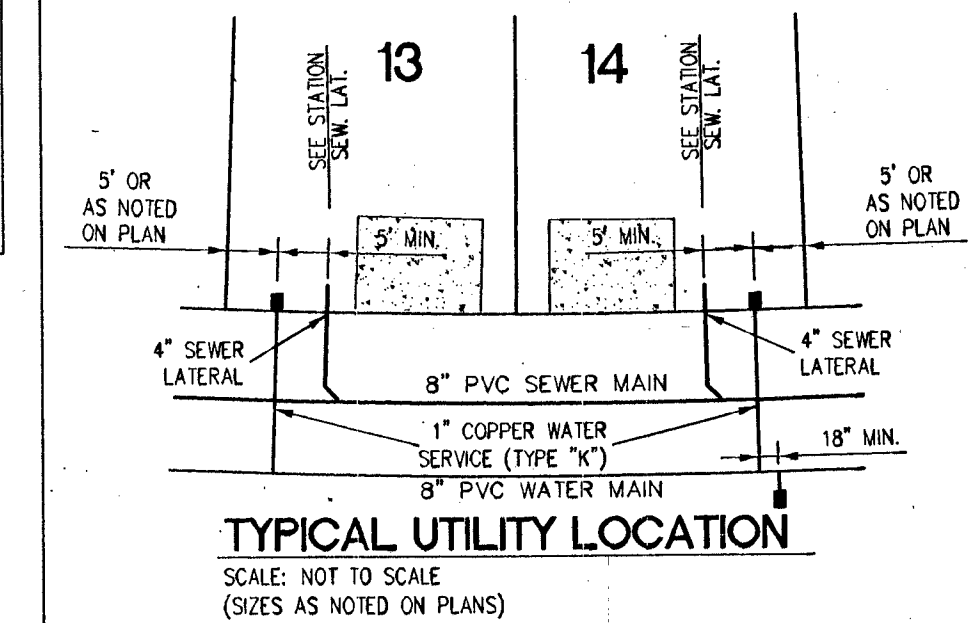 13
14
SEE STATION
SEW. LAT.
SEE STATION
SEW. LAT.
5' OR
AS NOTED
ON PLAN
5' OR
AS NOTED
ON PLAN
5' MIN.
5' MIN.
4" SEWER
LATERAL
4" SEWER
LATERAL
8" PVC SEWER MAIN
1" COPPER WATER
SERVICE (TYPE "K")
18" MIN.
8" PVC WATER MAIN
TYPICAL UTILITY LOCATION
SCALE: NOT TO SCALE
(SIZES AS NOTED ON PLANS)